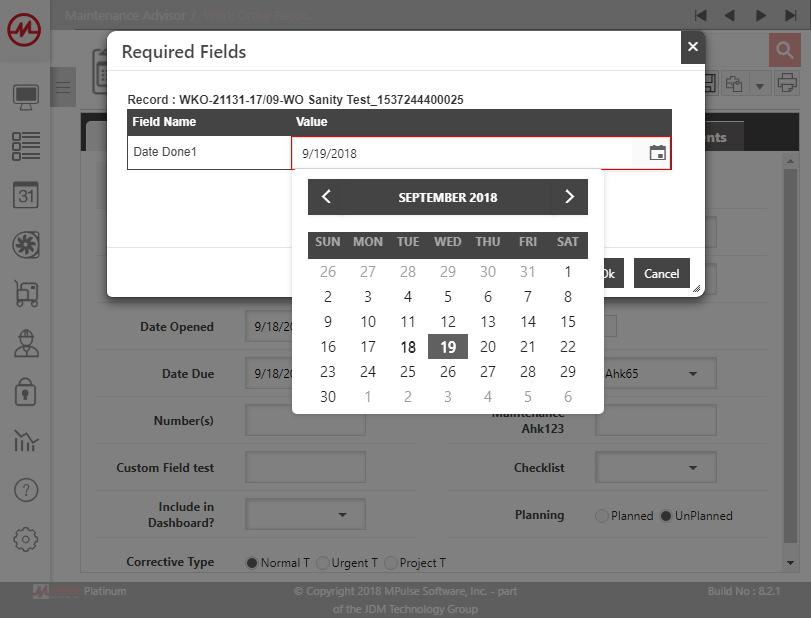 Maintenance Advisor /
Required Fields
Record : WKO-21131-17/09-WO Sanity Test_1537244400025
Field Name Value
Date Done1 9/19/2018
SEPTEMBER 2018
SUN MON TUE WED THU FRI SAT
26 27 28 29 30 31 1
2 3 4 5 6 7 8
9 10 11 12 13 14 15
16 17 18 19 20 21 22
23 24 25 26 27 28 29
30 1 2 3 4 5 6
Ok Cancel
nts
31
Date Opened 9/18/20
Date Due 9/18/20 Ahk65
Number(s) Maintenance
Ahk123
Custom Field test Checklist
Include in
Dashboard? Planning Planned UnPlanned
Corrective Type Normal T Urgent T Project T
Platinum © Copyright 2018 MPulse Software, Inc. - part Build No : 8.2.1
of the JDM Technology Group